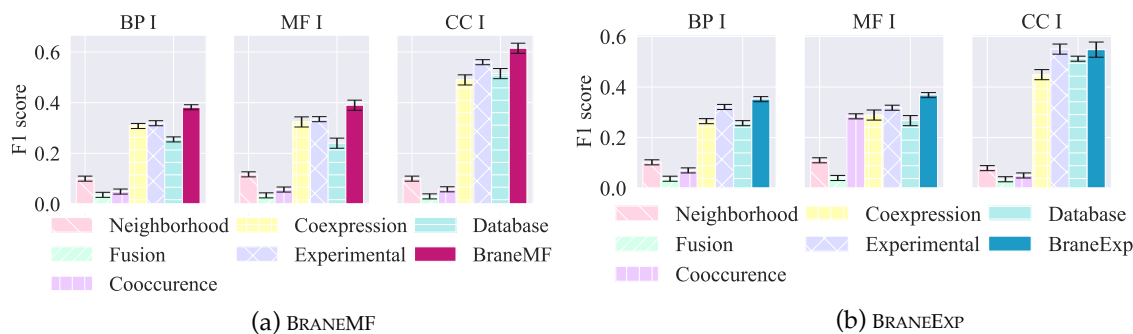 BP I MF I CC I
F1 score
0.6
0.4
0.2
0.0
Neighborhood Coexpression Database
Fusion Experimental BraneMF
Cooccurence
(a) BRANEMF
BP I MF I CC I
F1 score
0.6
0.4
0.2
0.0
Neighborhood Coexpression Database
Fusion Experimental BraneExp
Cooccurence
(b) BRANEEXP